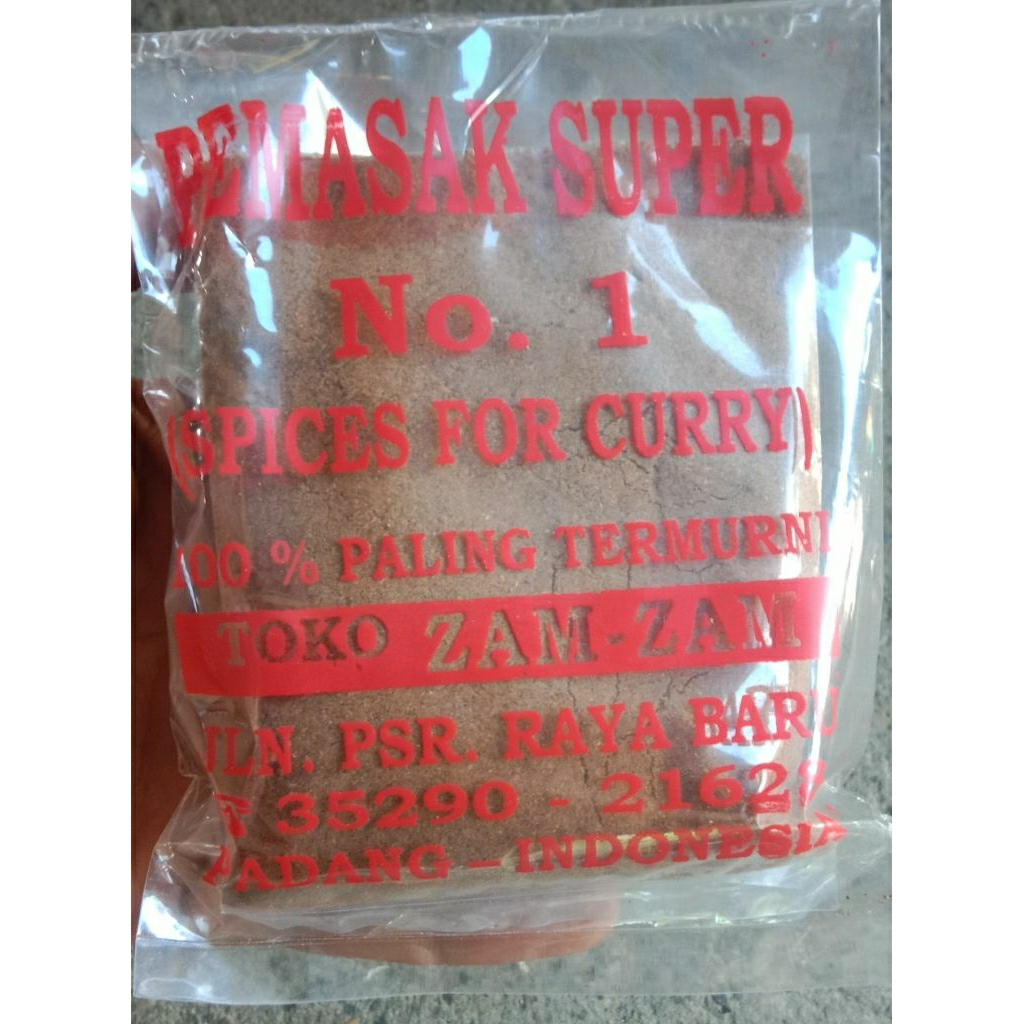 PEMASAK SUPER
No. 1
(SPICES FOR CURRY)
100 % PALING TERMURNI
TOKO ZAM-ZAM
JLN. PSR. RAYA BARU
☎ 35290 - 21628
PADANG – INDONESIA